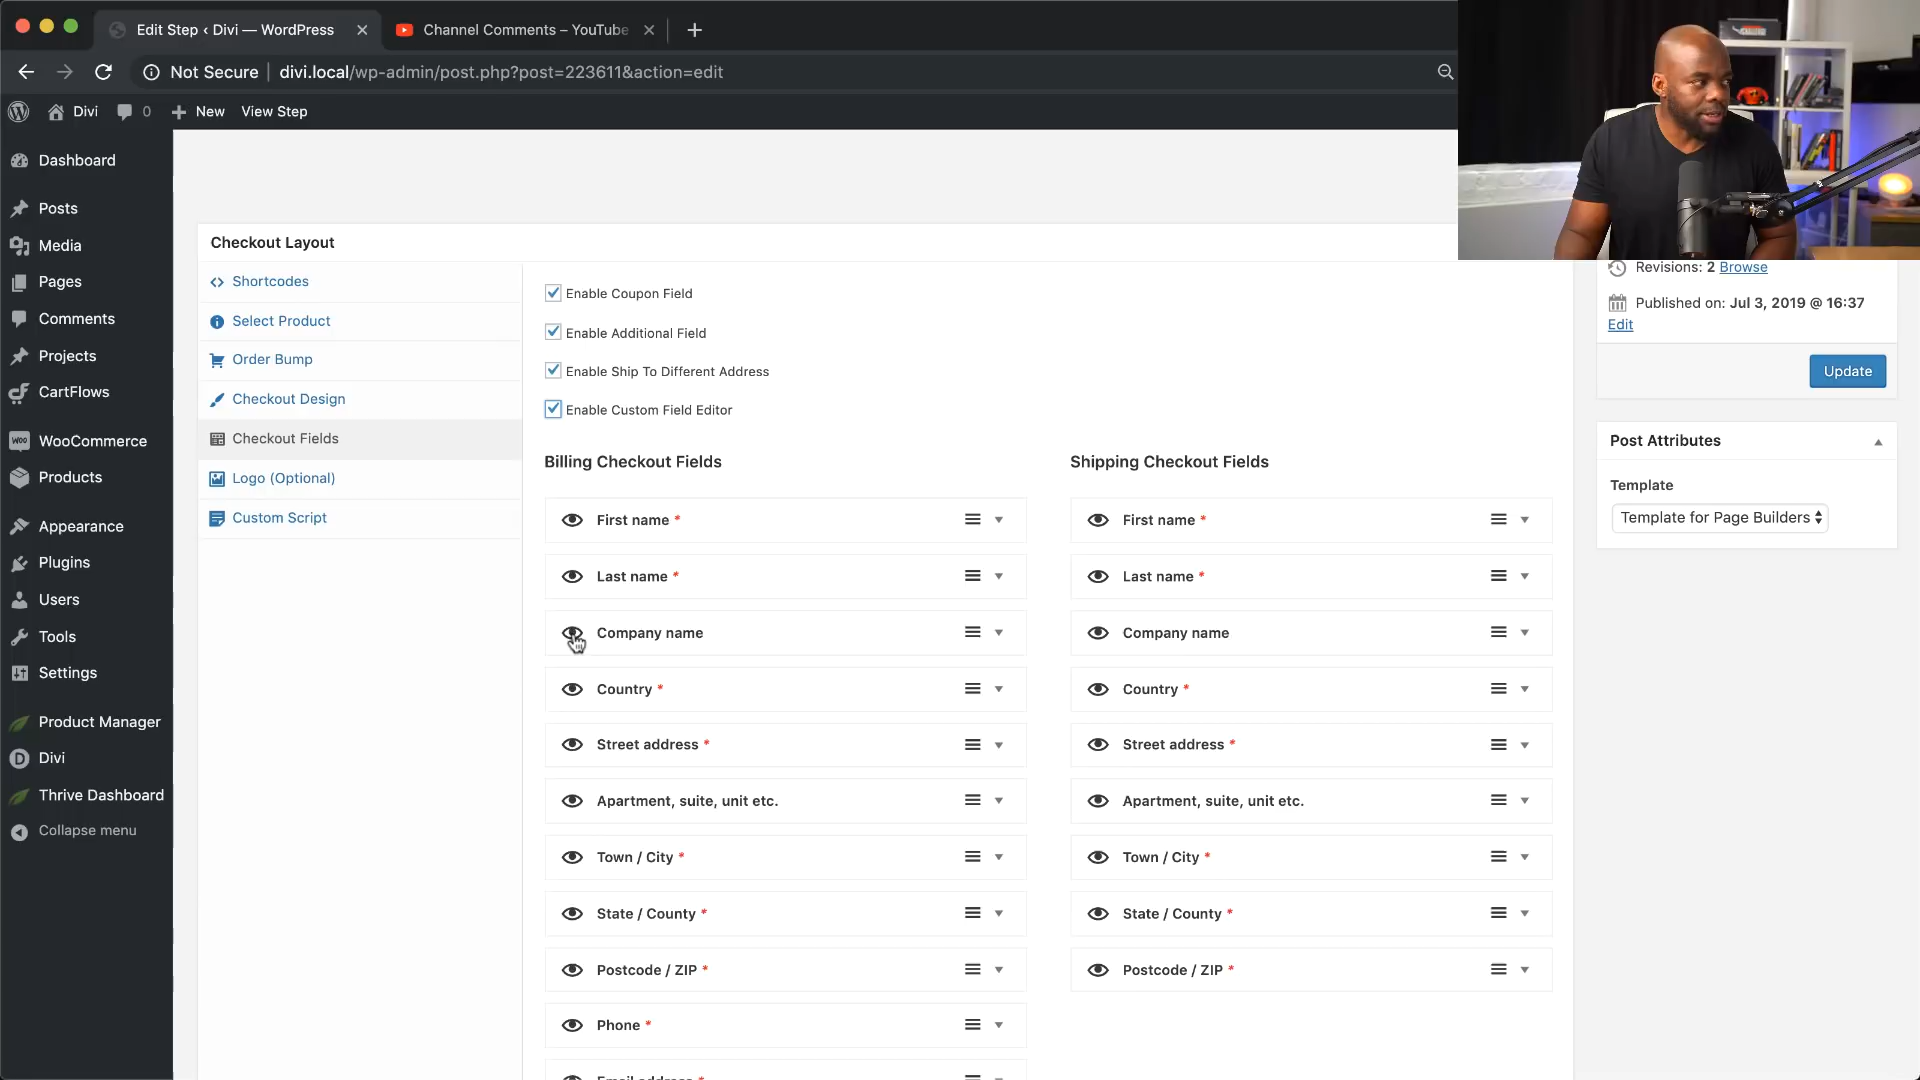 Edit Step ‹ Divi — WordPress
Channel Comments – YouTube
Not Secure
divi.local/wp-admin/post.php?post=223611&action=edit
Divi
0
New
View Step
Dashboard
Posts
Media
Pages
Comments
Projects
CartFlows
WooCommerce
Products
Appearance
Plugins
Users
Tools
Settings
Product Manager
Divi
Thrive Dashboard
Collapse menu
Checkout Layout
Shortcodes
Select Product
Order Bump
Checkout Design
Checkout Fields
Logo (Optional)
Custom Script
Enable Coupon Field
Enable Additional Field
Enable Ship To Different Address
Enable Custom Field Editor
Billing Checkout Fields
First name *
Last name *
Company name
Country *
Street address *
Apartment, suite, unit etc.
Town / City *
State / County *
Postcode / ZIP *
Phone *
Email address *
Shipping Checkout Fields
First name *
Last name *
Company name
Country *
Street address *
Apartment, suite, unit etc.
Town / City *
State / County *
Postcode / ZIP *
Revisions: 2 Browse
Published on: Jul 3, 2019 @ 16:37
Edit
Update
Post Attributes
Template
Template for Page Builders